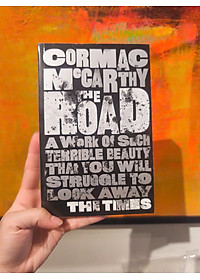 CORMAC
McCARTHY
THE
ROAD
A WORK OF SUCH
TERRIBLE BEAUTY
THAT YOU WILL
STRUGGLE TO
LOOK AWAY
THE TIMES